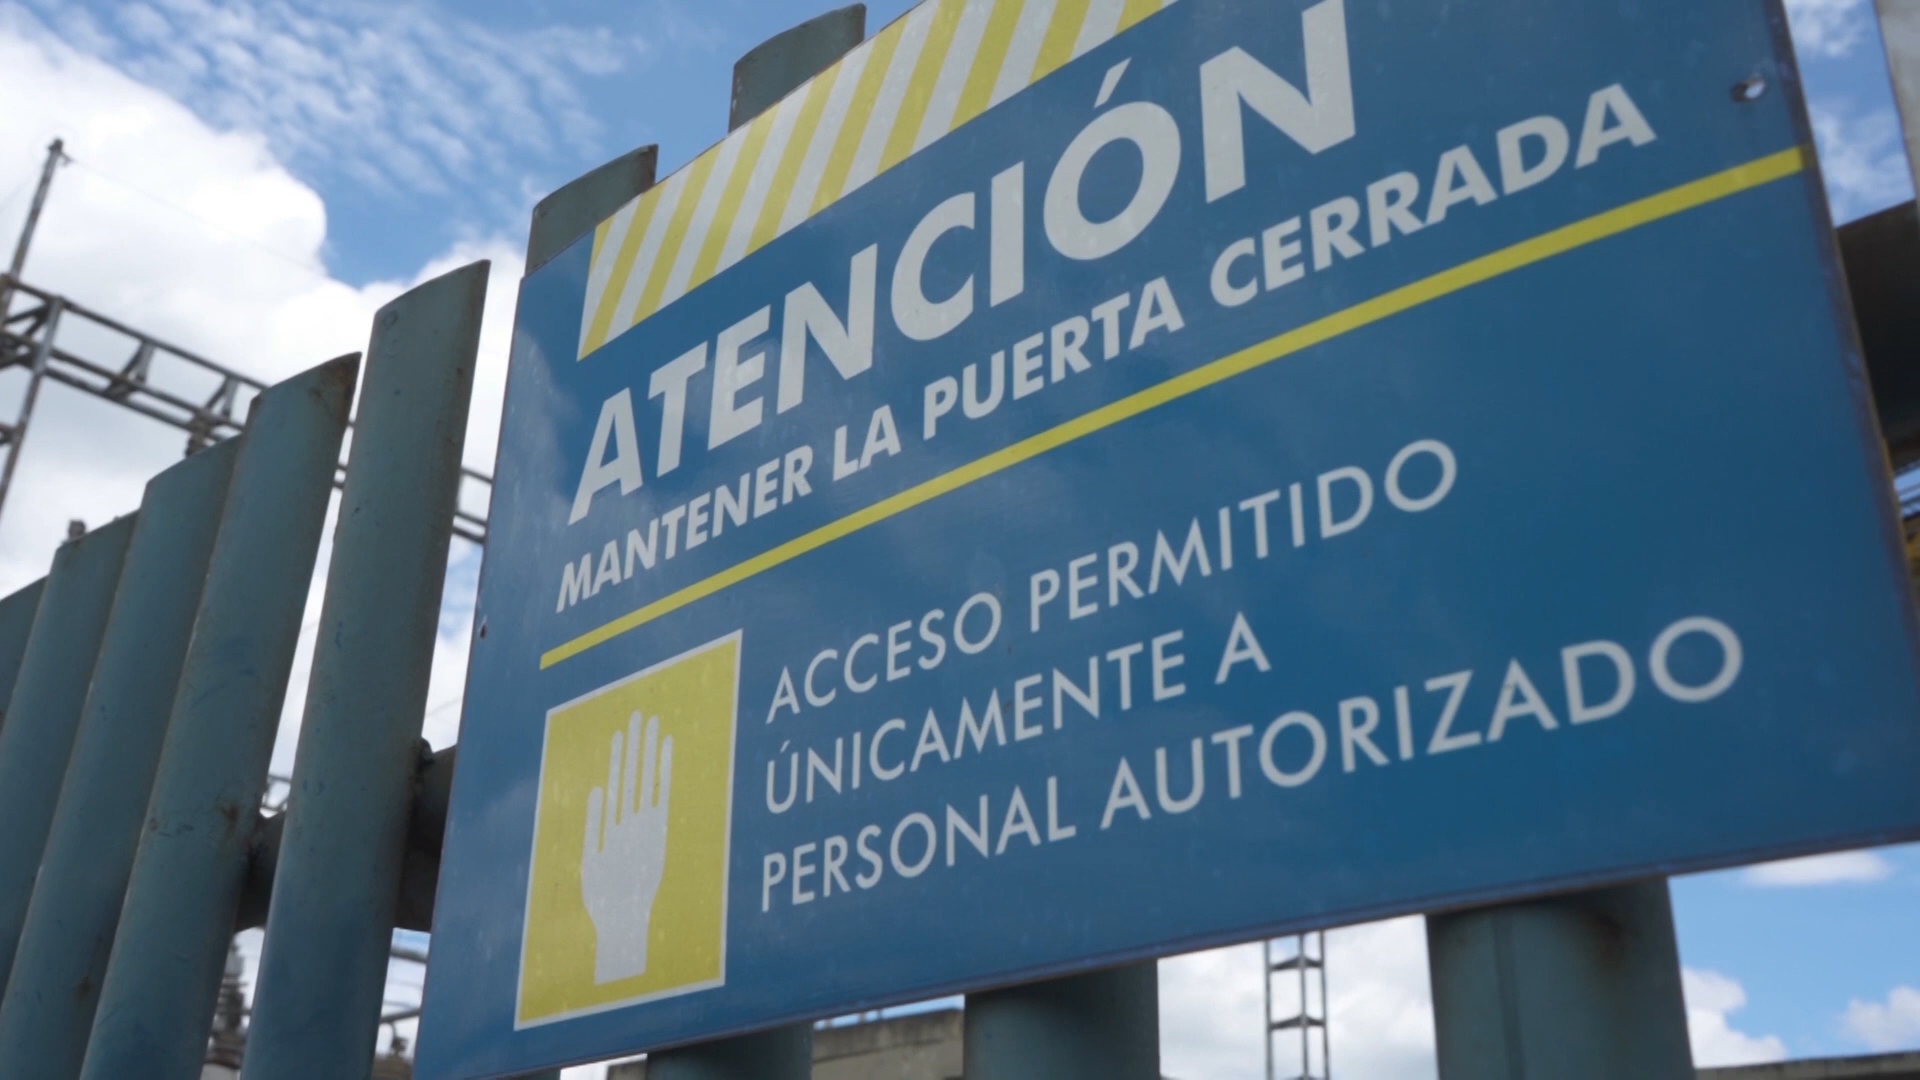 ATENCIÓN
MANTENER LA PUERTA CERRADA
ACCESO PERMITIDO
ÚNICAMENTE A
PERSONAL AUTORIZADO